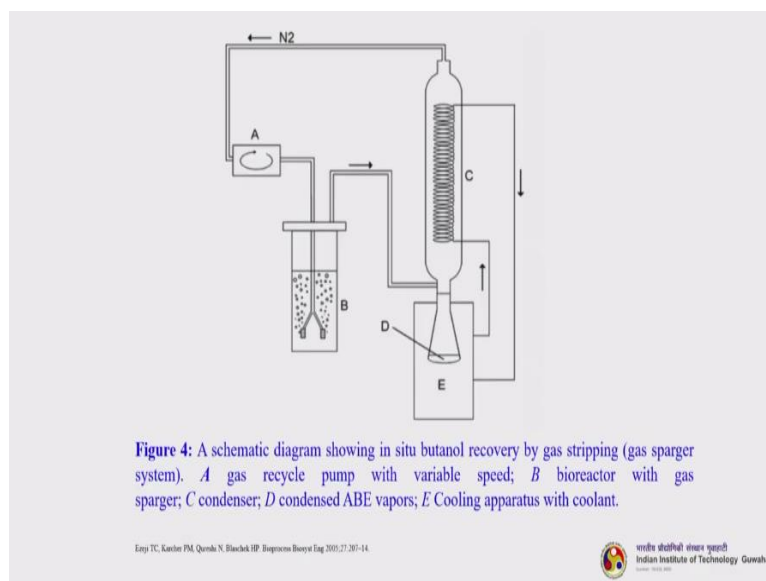 N2
A
C
B
D
E
Figure 4: A schematic diagram showing in situ butanol recovery by gas stripping (gas sparger
system). A gas recycle pump with variable speed; B bioreactor with gas
sparger; C condenser; D condensed ABE vapors; E Cooling apparatus with coolant.
Ezeji TC, Karcher PM, Qureshi N, Blaschek HP. Bioprocess Biosyst Eng 2005;27:207-14.
भारतीय प्रौद्योगिकी संस्थान गुवाहाटी
Indian Institute of Technology Guwah